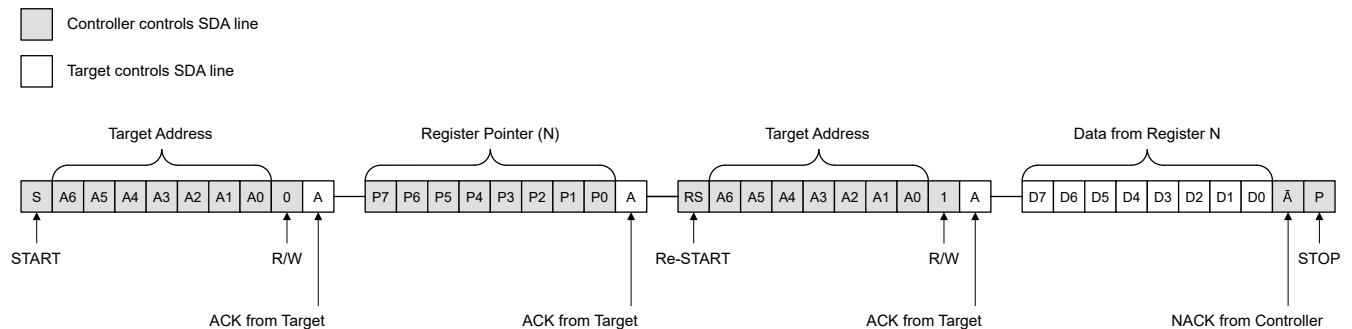 Controller controls SDA line
Target controls SDA line
Target Address Register Pointer (N) Target Address Data from Register N
S A6 A5 A4 A3 A2 A1 A0 0 A P7 P6 P5 P4 P3 P2 P1 P0 A RS A6 A5 A4 A3 A2 A1 A0 1 A D7 D6 D5 D4 D3 D2 D1 D0 Ā P
START R/W Re-START R/W STOP
ACK from Target ACK from Target ACK from Target NACK from Controller